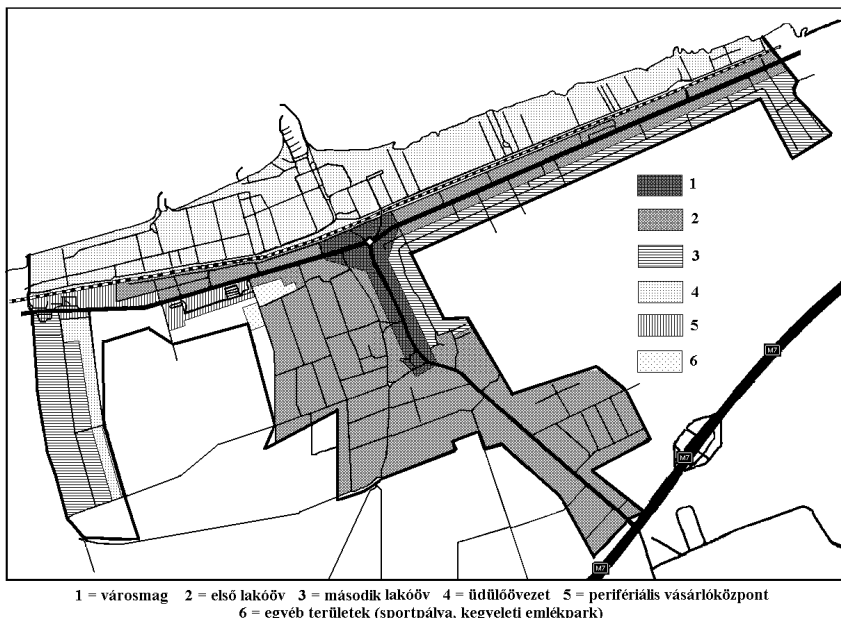 1
2
3
4
5
6
M7
M7
M7
1 = városmag 2 = első lakóöv 3 = második lakóöv 4 = üdülőövezet 5 = perifériális vásárlóközpont
6 = egyéb területek (sportpálya, kegyeleti emlékpark)